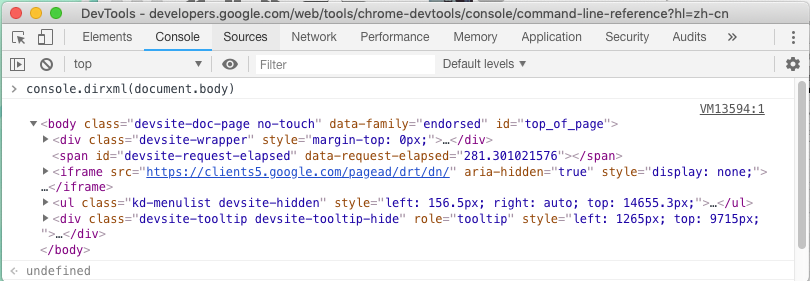 DevTools - developers.google.com/web/tools/chrome-devtools/console/command-line-reference?hl=zh-cn
Elements Console Sources Network Performance Memory Application Security Audits
top Filter Default levels
console.dirxml(document.body)
VM13594:1
<body class="devsite-doc-page no-touch" data-family="endorsed" id="top_of_page">
<div class="devsite-wrapper" style="margin-top: 0px;">…</div>
<span id="devsite-request-elapsed" data-request-elapsed="281.301021576"></span>
<iframe src="https://clients5.google.com/pagead/drt/dn/" aria-hidden="true" style="display: none;">
…</iframe>
<ul class="kd-menulist devsite-hidden" style="left: 156.5px; right: auto; top: 14655.3px;">…</ul>
<div class="devsite-tooltip devsite-tooltip-hide" role="tooltip" style="left: 1265px; top: 9715px;
">…</div>
</body>
undefined